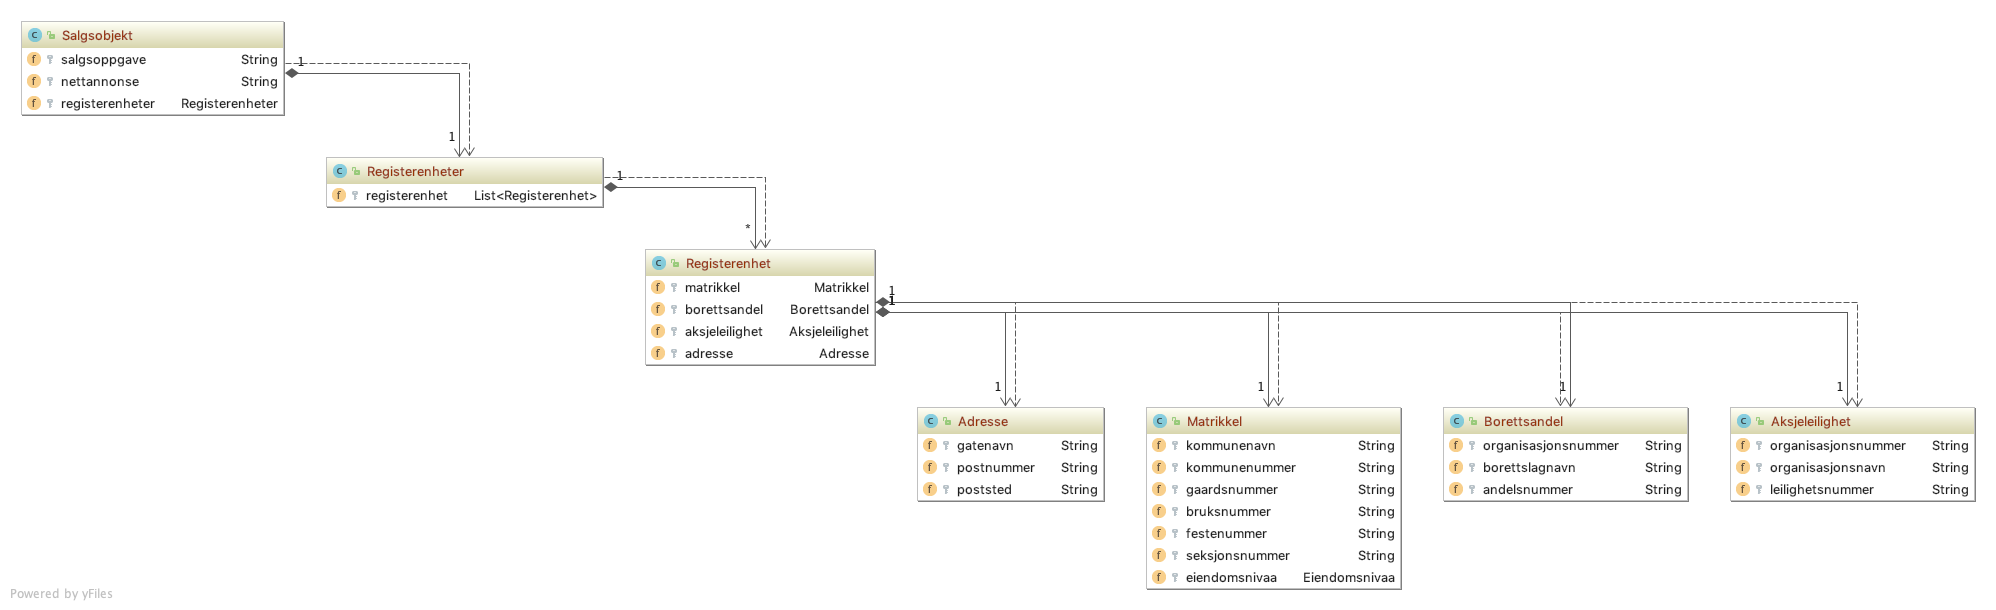 Salgsobjekt
salgsoppgave String
nettannonse String
registerenheter Registerenheter
1
1
Registerenheter
registerenhet List<Registerenhet>
1
*
Registerenhet
matrikkel Matrikkel
borettsandel Borettsandel
aksjeleilighet Aksjeleilighet
adresse Adresse
1
1
1
1
1
1
Adresse
gatenavn String
postnummer String
poststed String
Matrikkel
kommunenavn String
kommunenummer String
gaardsnummer String
bruksnummer String
festenummer String
seksjonsnummer String
eiendomsnivaa Eiendomsnivaa
Borettsandel
organisasjonsnummer String
borettslagnavn String
andelsnummer String
Aksjeleilighet
organisasjonsnummer String
organisasjonsnavn String
leilighetsnummer String
Powered by yFiles